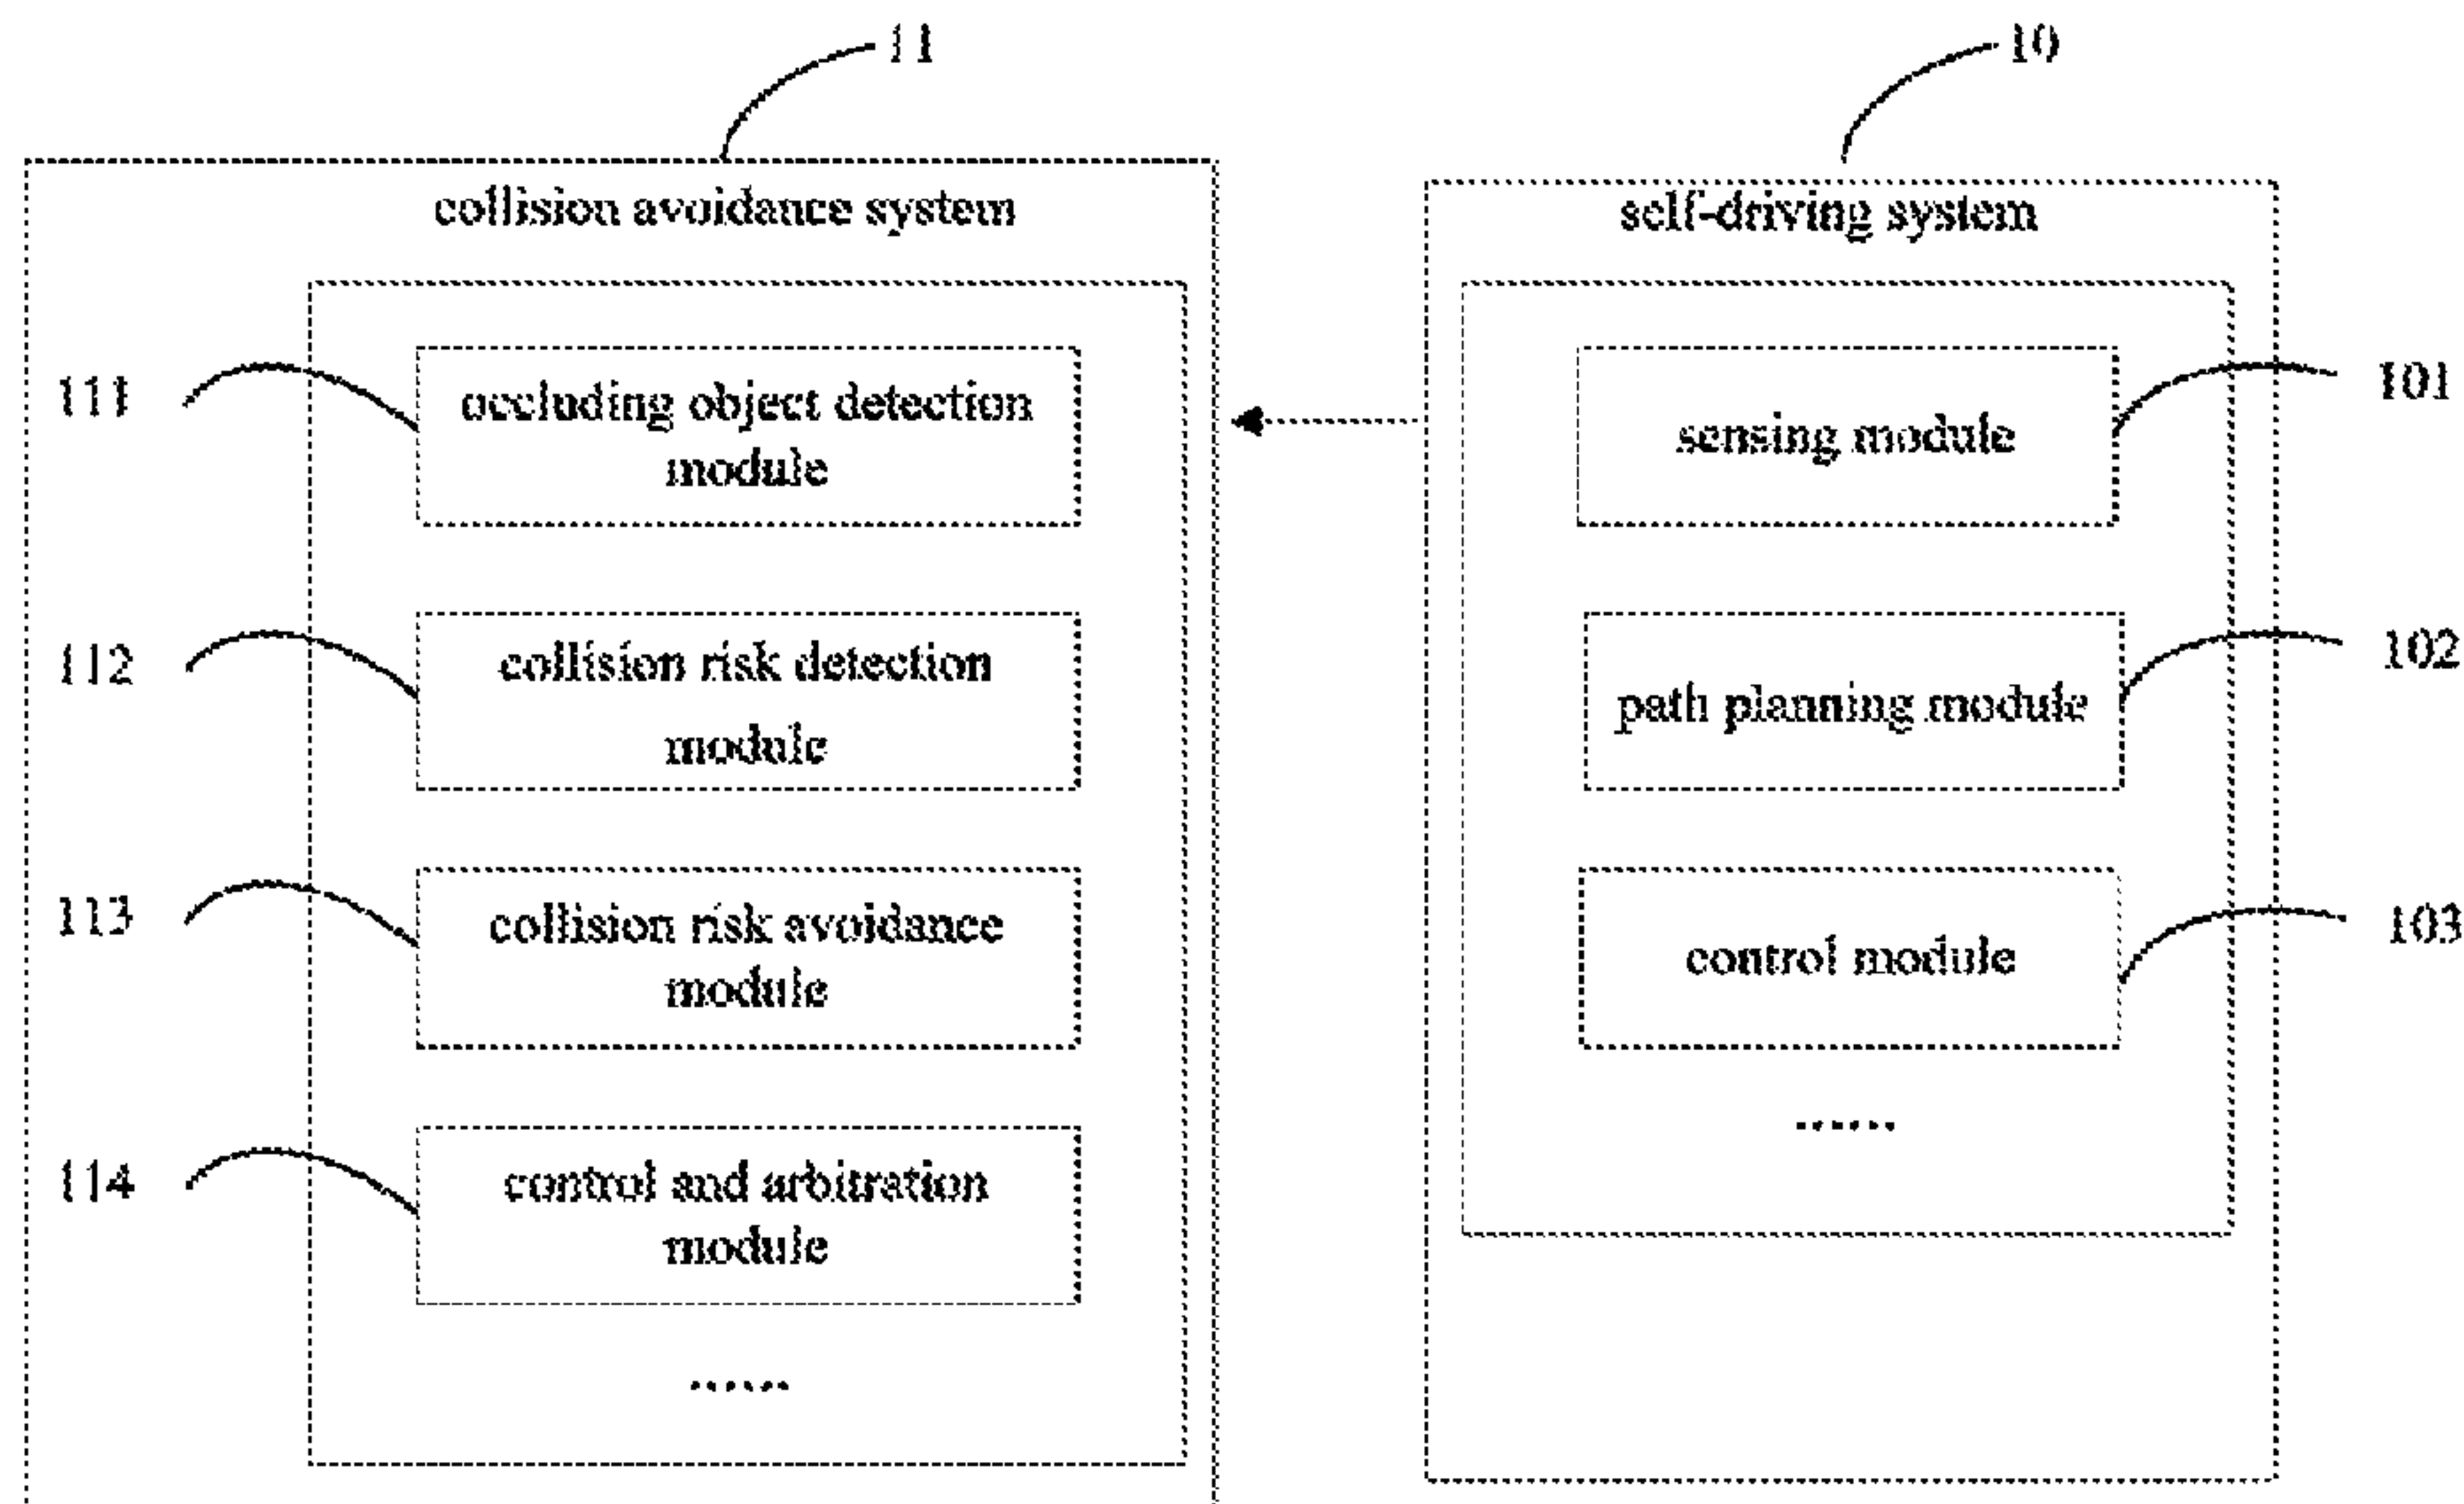 11
collision avoidance system
111
occluding object detection
module
112
collision risk detection
module
113
collision risk avoidance
module
114
control and arbitration
module
......
10
self-driving system
sensing module
101
path planning module
102
control module
103
......